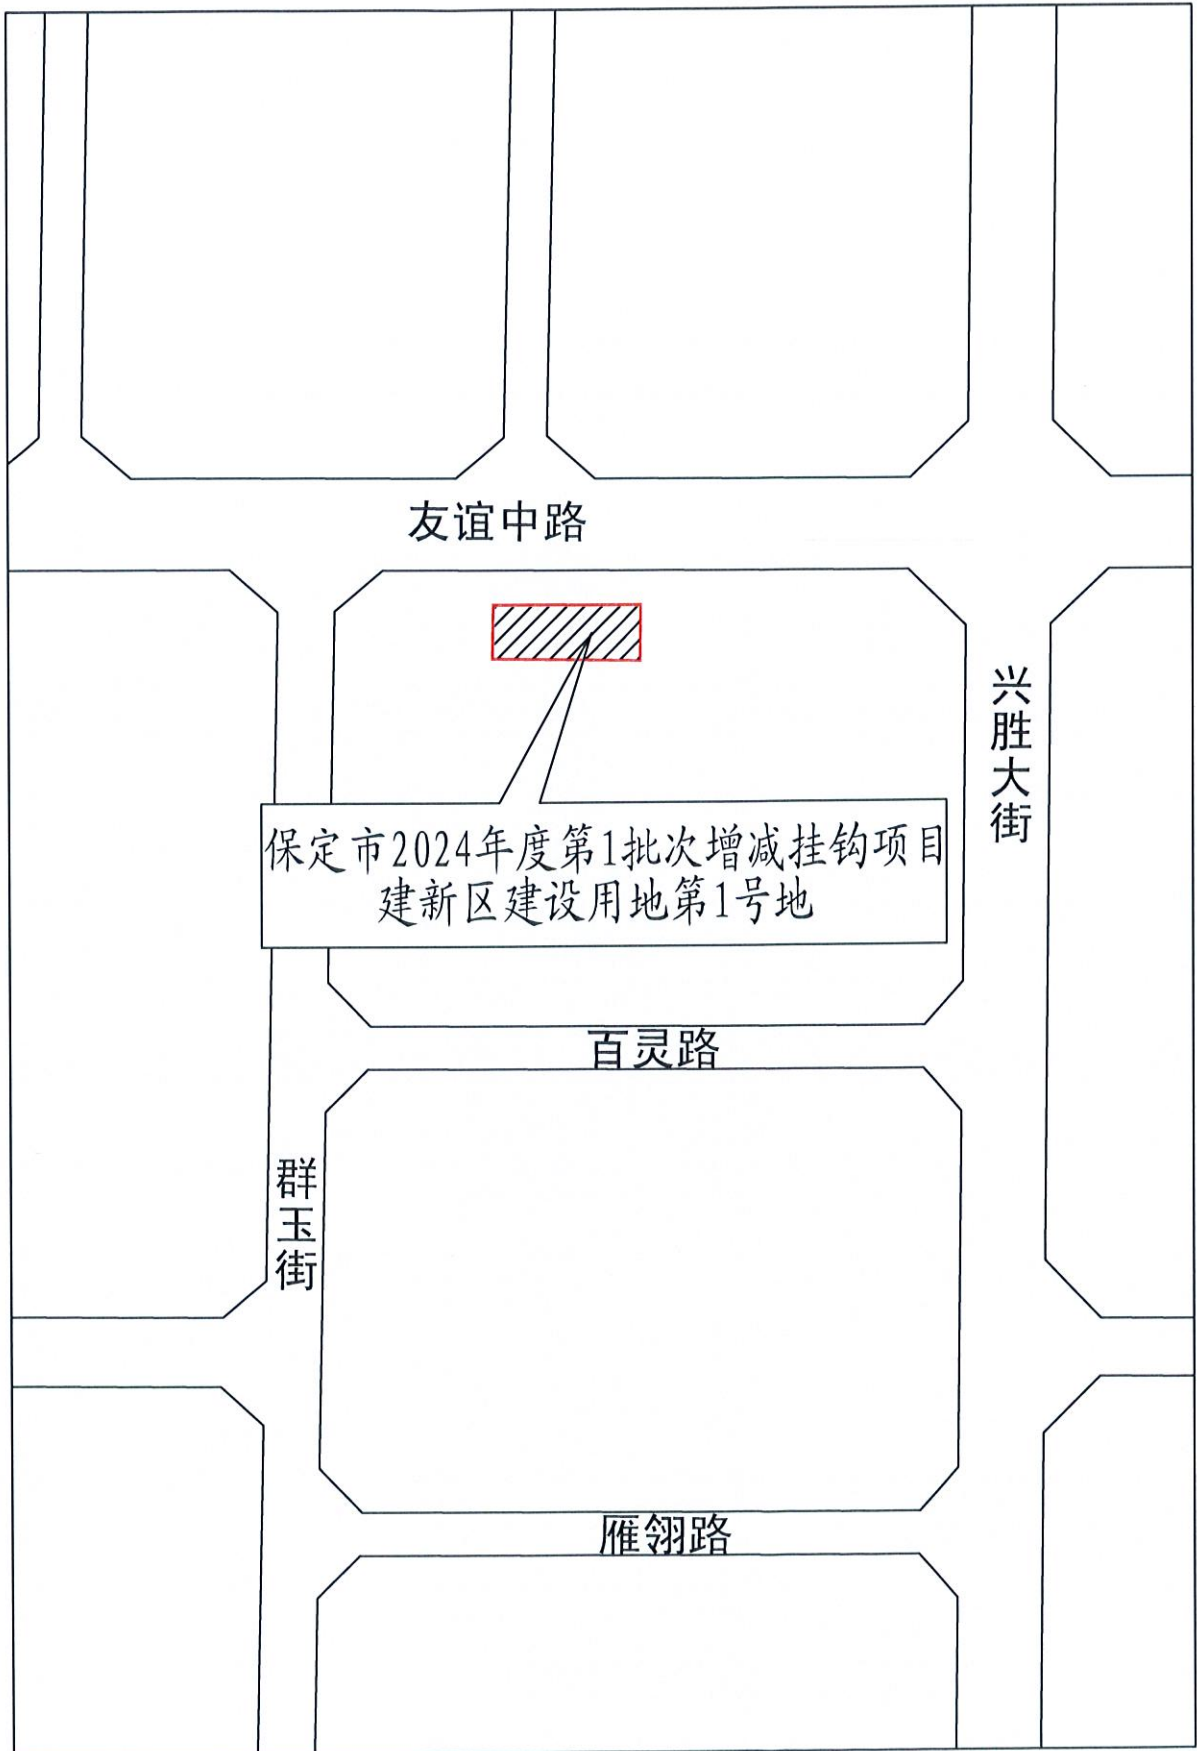 友谊中路
兴胜大街
保定市2024年度第1批次增减挂钩项目
建新区建设用地第1号地
百灵路
群玉街
雁翎路